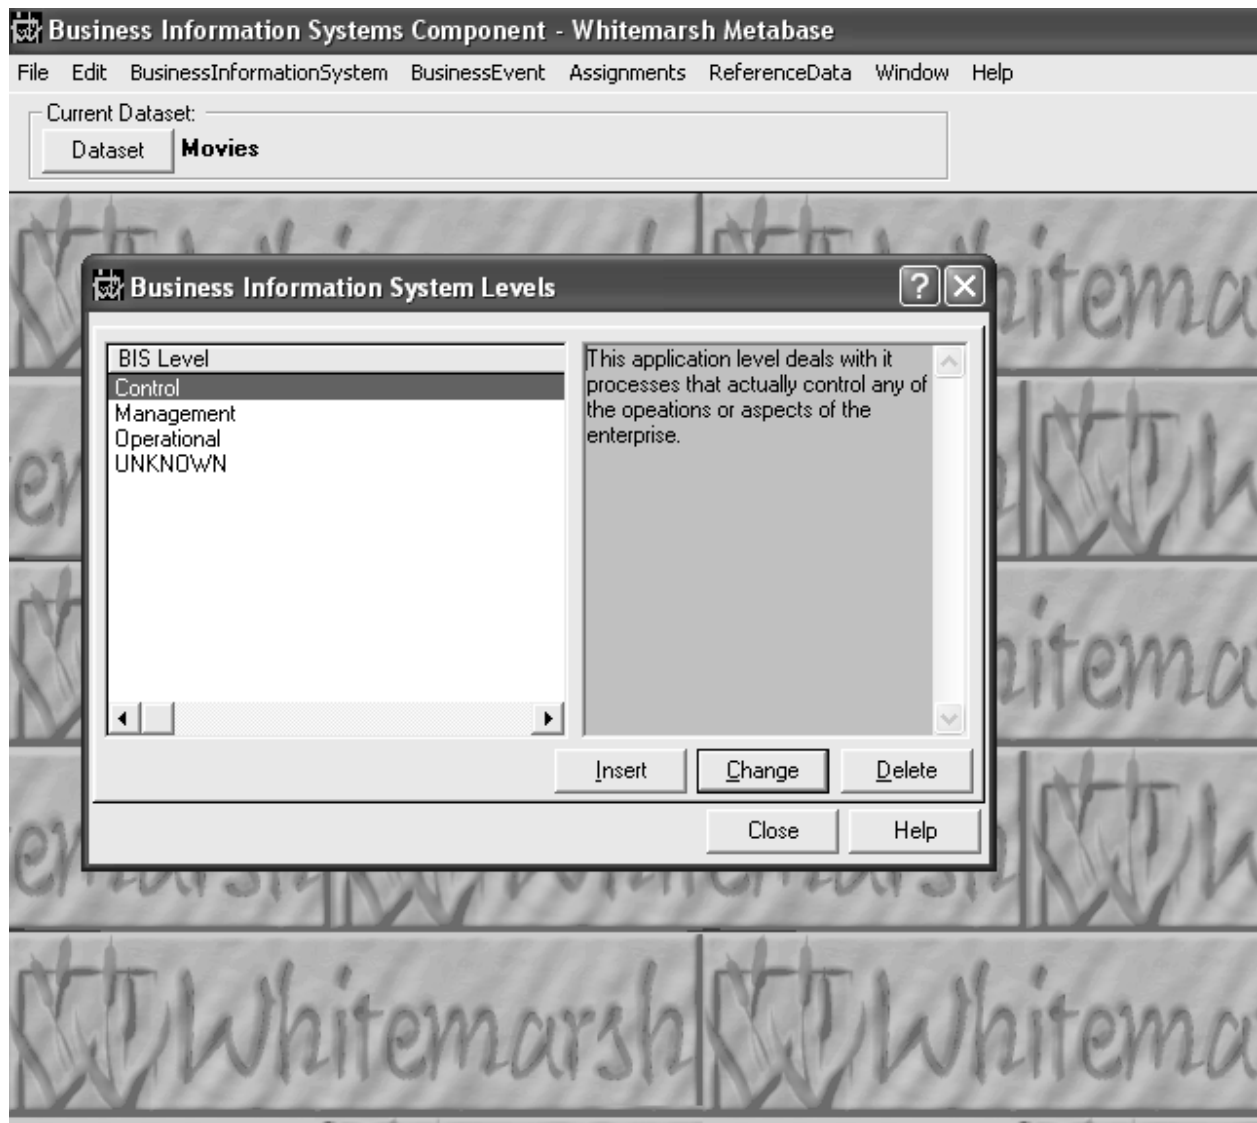 Business Information Systems Component - Whitemarsh Metabase
File Edit BusinessInformationSystem BusinessEvent Assignments ReferenceData Window Help
Current Dataset:
Dataset Movies
Business Information System Levels
BIS Level
Control
Management
Operational
UNKNOWN
This application level deals with it
processes that actually control any of
the opeations or aspects of the
enterprise.
Insert Change Delete
Close Help
Whitemarsh